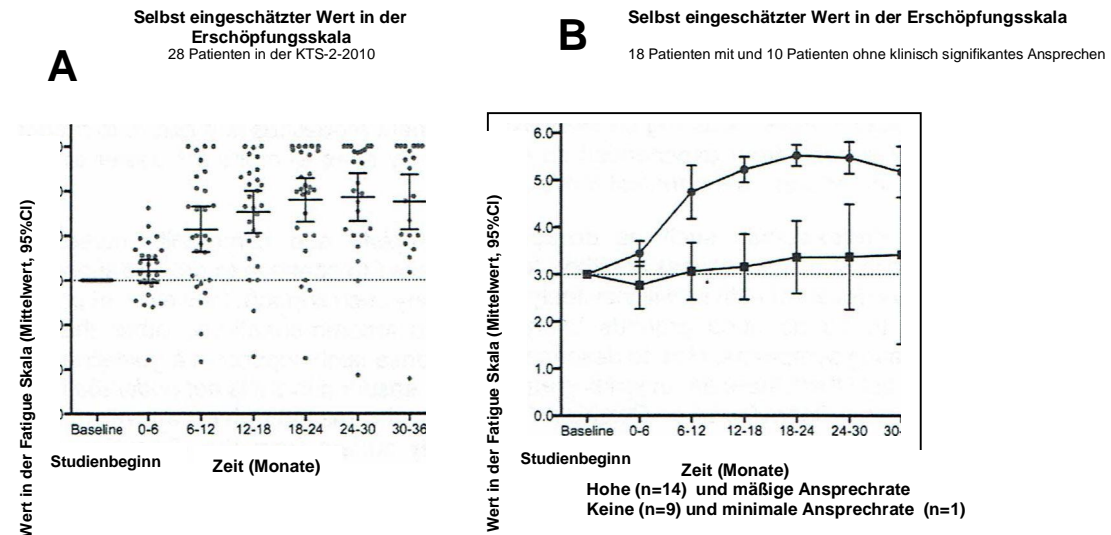 Selbst eingeschätzter Wert in der
Erschöpfungsskala
28 Patienten in der KTS-2-2010
A
Wert in der Fatigue Skala (Mittelwert, 95%CI)
Baseline 0-6 6-12 12-18 18-24 24-30 30-36
Studienbeginn
Zeit (Monate)
B
Selbst eingeschätzter Wert in der Erschöpfungsskala
18 Patienten mit und 10 Patienten ohne klinisch signifikantes Ansprechen
Wert in der Fatigue Skala (Mittelwert, 95%CI)
6.0
5.0
4.0
3.0
2.0
1.0
0.0
Baseline 0-6 6-12 12-18 18-24 24-30 30-
Studienbeginn
Zeit (Monate)
Hohe (n=14) und mäßige Ansprechrate
Keine (n=9) und minimale Ansprechrate (n=1)